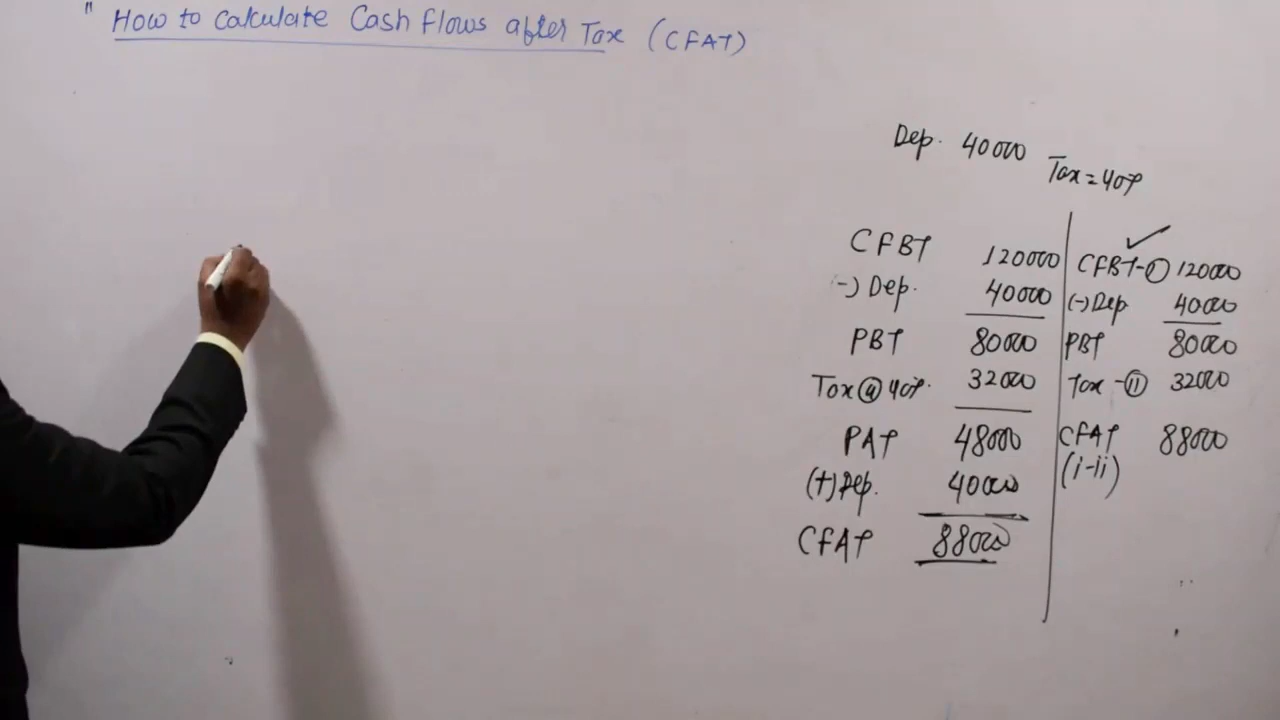 " How to Calculate Cash flows after Tax (CFAT)
Dep. 40000
Tax = 40%
CFBT 120000
(-) Dep. 40000
PBT 80000
Tax @ 40%. 32000
PAT 48000
(+) Dep. 40000
CFAT 88000
CFBT-(i) 120000
(-) Dep 40000
PBT 80000
Tax -(ii) 32000
CFAT 88000
(i-ii)